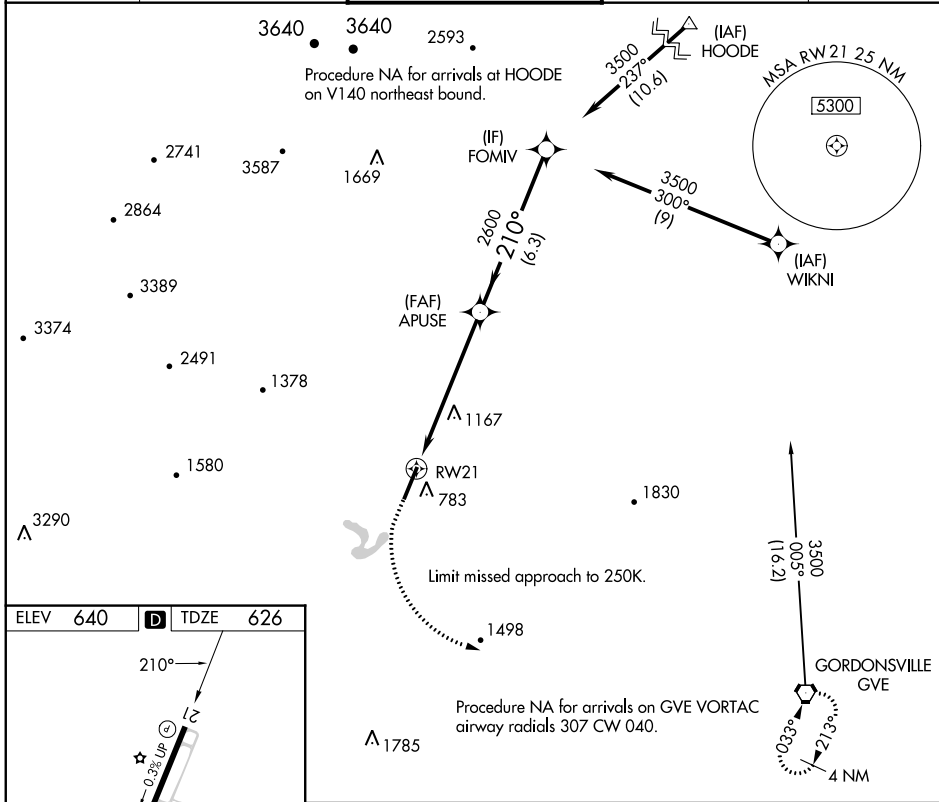 3640 3640 2593
Procedure NA for arrivals at HOODE
on V140 northeast bound.
3500
237°
(10.6)
(IAF)
HOODE
MSA RW 21 25 NM
5300
2741
3587
1669
(IF)
FOMIV
2864
3500
300°
(9)
(IAF)
WIKNI
2600
210°
(6.3)
3389
(FAF)
APUSE
3374
2491
1378
1167
1580
RW21
783
1830
3290
3500
005°
(16.2)
Limit missed approach to 250K.
1498
ELEV 640 D TDZE 626
210°
21
0.3% UP
P
GORDONSVILLE
GVE
Procedure NA for arrivals on GVE VORTAC
airway radials 307 CW 040.
1785
033°
213°
4 NM